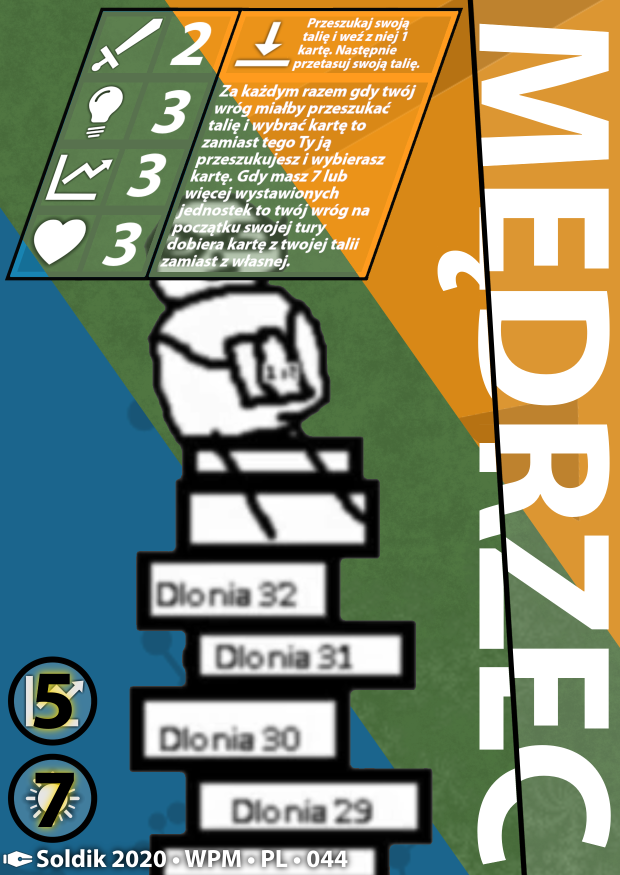 2
3
3
3
Przeszukaj swoją
talię i weź z niej 1
kartę. Następnie
przetasuj swoją talię.
Za każdym razem gdy twój
wróg miałby przeszukać
talię i wybrać kartę to
zamiast tego Ty ją
przeszukujesz i wybierasz
kartę. Gdy masz 7 lub
więcej wystawionych
jednostek to twój wróg na
początku swojej tury
dobiera kartę z twojej talii
zamiast z własnej.
MĘDRZEC
Dlonia 32
Dlonia 31
Dlonia 30
Dlonia 29
5
7
Soldik 2020 • WPM • PL • 044